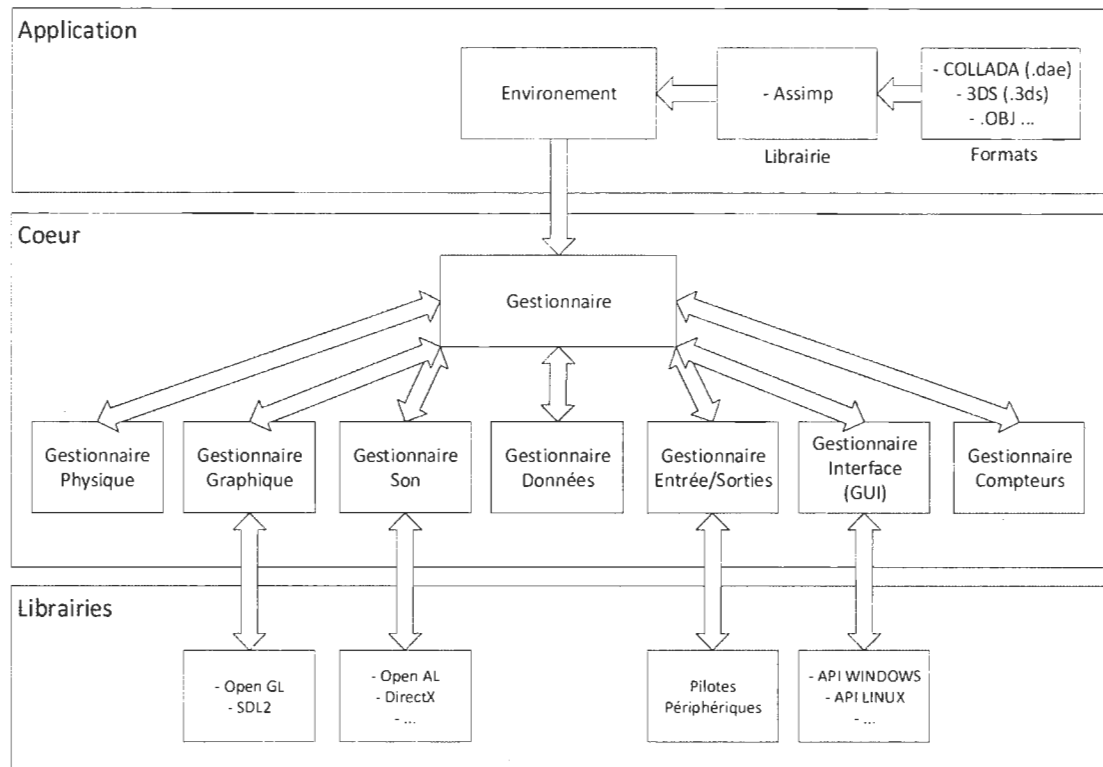 Application
Environement
- Assimp
- COLLADA (.dae)
- 3DS (.3ds)
- .OBJ ...
Librairie
Formats
Coeur
Gestionnaire
Gestionnaire
Physique
Gestionnaire
Graphique
Gestionnaire
Son
Gestionnaire
Données
Gestionnaire
Entrée/Sorties
Gestionnaire
Interface
(GUI)
Gestionnaire
Compteurs
Librairies
- Open GL
- SDL2
- Open AL
- DirectX
- ...
Pilotes
Périphériques
- API WINDOWS
- API LINUX
- ...